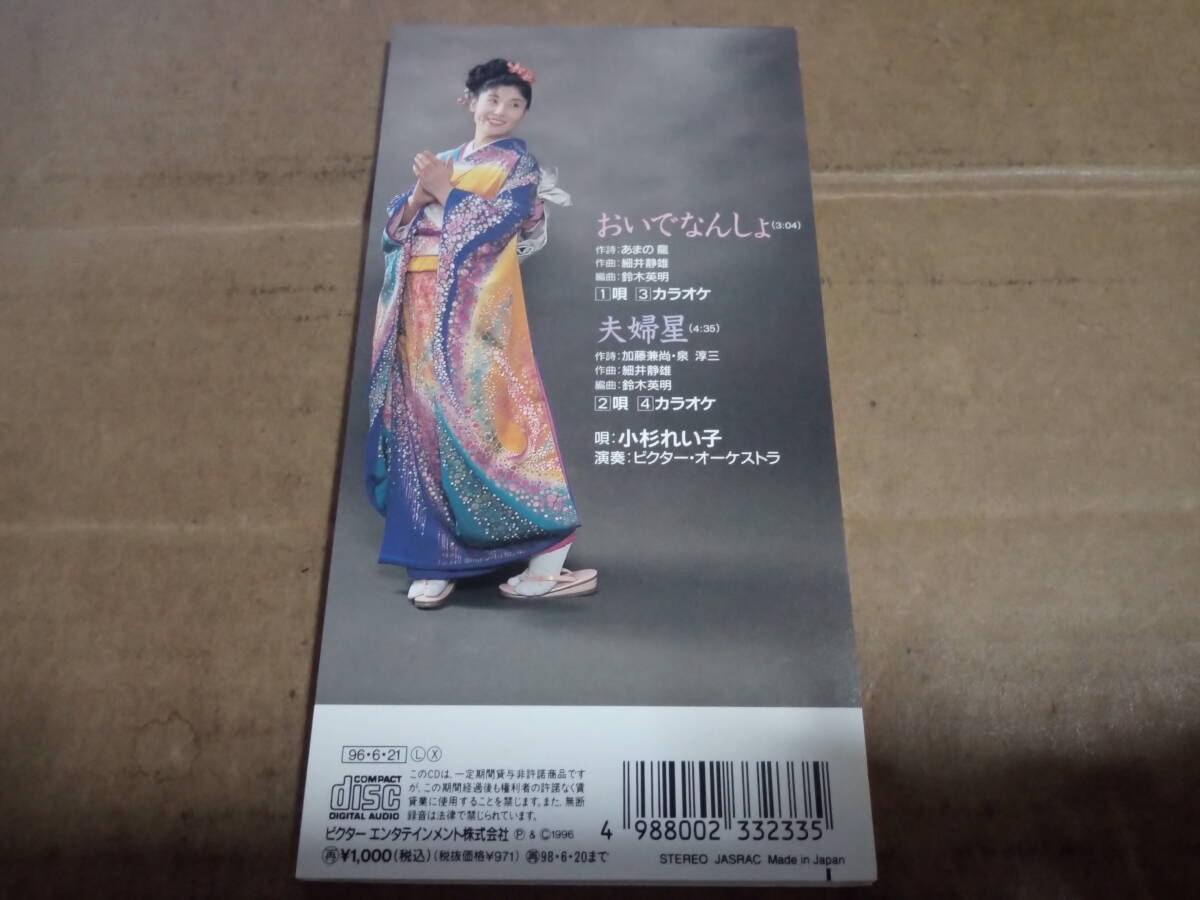 おいでなんしょ(3:04)
作詩：あまの 龍
作曲：細井静雄
編曲：鈴木英明
1唄 3カラオケ
夫婦星(4:35)
作詩：加藤兼尚・泉 淳三
作曲：細井静雄
編曲：鈴木英明
2唄 4カラオケ
唄：小杉れい子
演奏：ビクター・オーケストラ
96・6・21 Ⓛ Ⓧ
COMPACT
disc
DIGITAL AUDIO
このCDは、一定期間貸与非許諾商品です
が、この期間経過後も権利者の許諾なく賃
貸業に使用することを禁じます。また、無断
録音は法律で禁じられています。
ビクター エンタテインメント株式会社 Ⓟ & ©1996
㊢¥1,000(税込)(税抜価格¥971) ㊢98・6・20まで
4 988002 332335
STEREO JASRAC Made in Japan